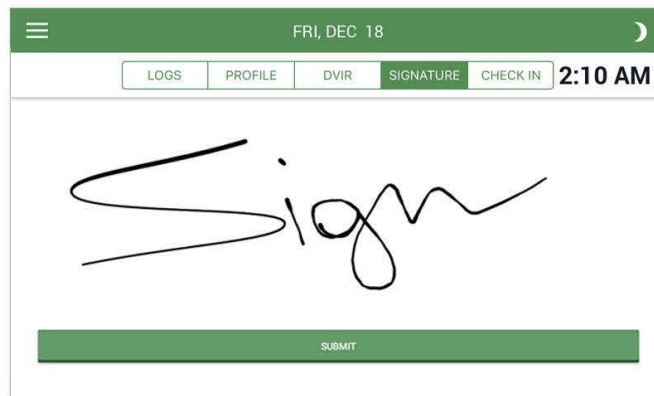 FRI, DEC 18
LOGS PROFILE DVIR SIGNATURE CHECK IN 2:10 AM
Sign
SUBMIT